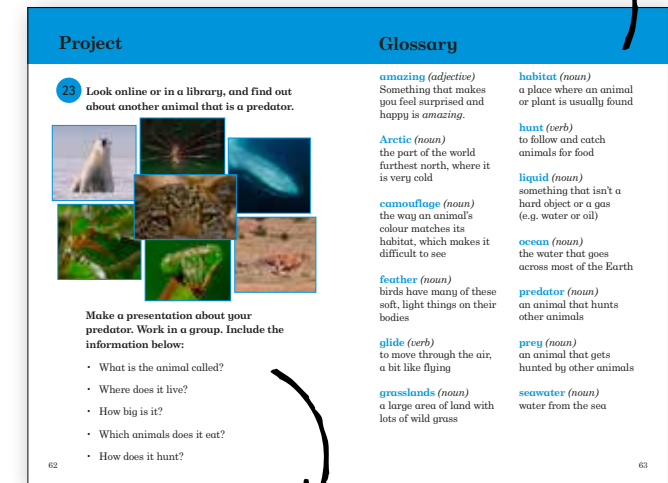 Project
23 Look online or in a library, and find out
about another animal that is a predator.
Make a presentation about your
predator. Work in a group. Include the
information below:
• What is the animal called?
• Where does it live?
• How big is it?
• Which animals does it eat?
• How does it hunt?
62
Glossary
amazing (adjective)
Something that makes
you feel surprised and
happy is amazing.
Arctic (noun)
the part of the world
furthest north, where it
is very cold
camouflage (noun)
the way an animal's
colour matches its
habitat, which makes it
difficult to see
feather (noun)
birds have many of these
soft, light things on their
bodies
glide (verb)
to move through the air,
a bit like flying
grasslands (noun)
a large area of land with
lots of wild grass
habitat (noun)
a place where an animal
or plant is usually found
hunt (verb)
to follow and catch
animals for food
liquid (noun)
something that isn't a
hard object or a gas
(e.g. water or oil)
ocean (noun)
the water that goes
across most of the Earth
predator (noun)
an animal that hunts
other animals
prey (noun)
an animal that gets
hunted by other animals
seawater (noun)
water from the sea
63